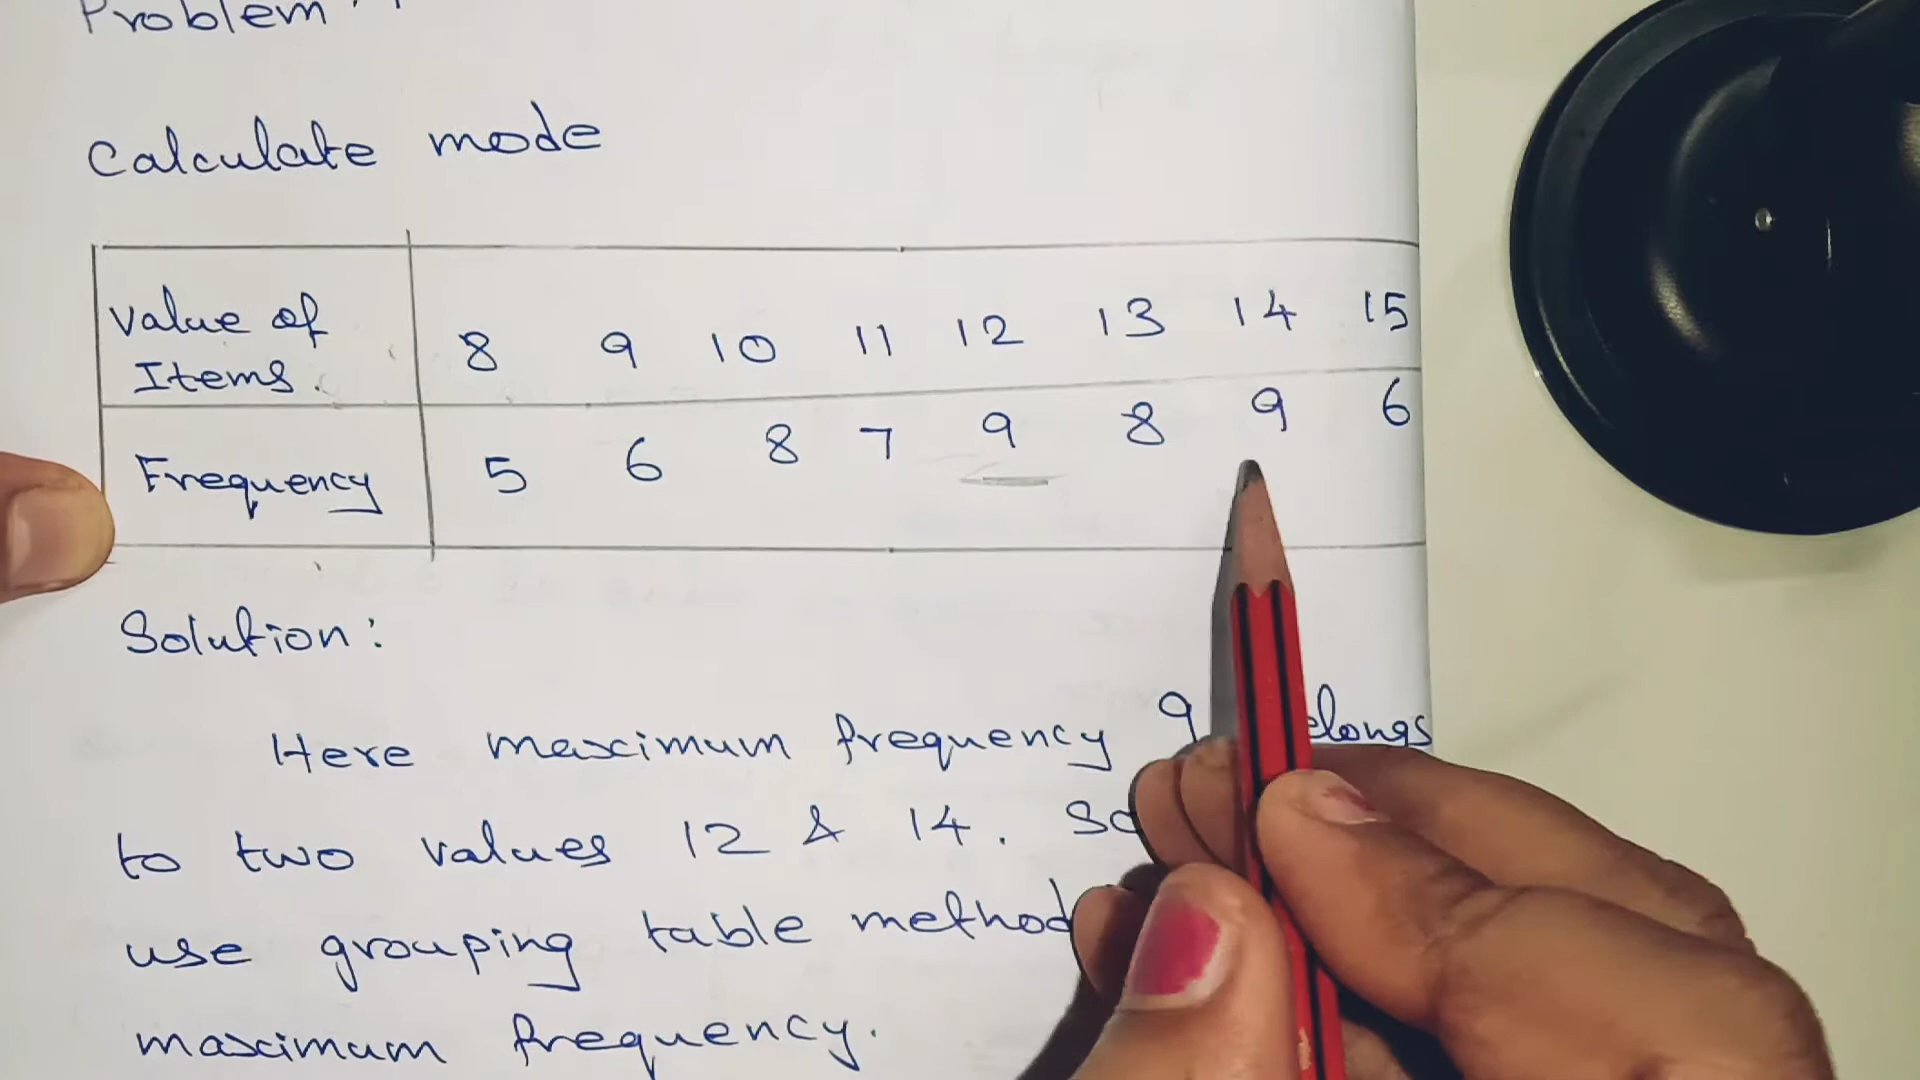 Problem
Calculate mode
Value of Items. 8 9 10 11 12 13 14 15
Frequency 5 6 8 7 9 8 9 6
Solution:
Here maximum frequency 9
to two values 12 & 14. So
use grouping table method
maximum frequency.